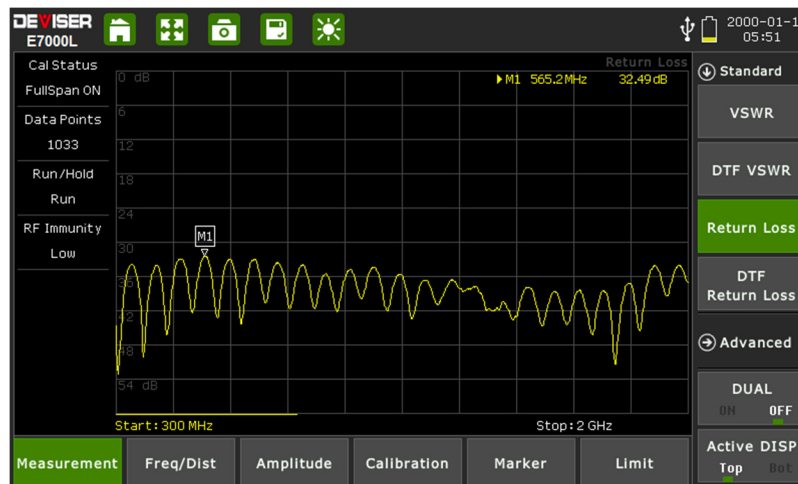 DEVISER
E7000L
2000-01-1
05:51
Cal Status
FullSpan ON
Data Points
1033
Run/Hold
Run
RF Immunity
Low
Return Loss
0 dB
M1 565.2MHz 32.49dB
6
12
18
24
30
36
42
48
54 dB
M1
Start:300 MHz
Stop:2 GHz
Standard
VSWR
DTF VSWR
Return Loss
DTF
Return Loss
Advanced
DUAL
ON OFF
Active DISP
Top Bot
Measurement
Freq/Dist
Amplitude
Calibration
Marker
Limit